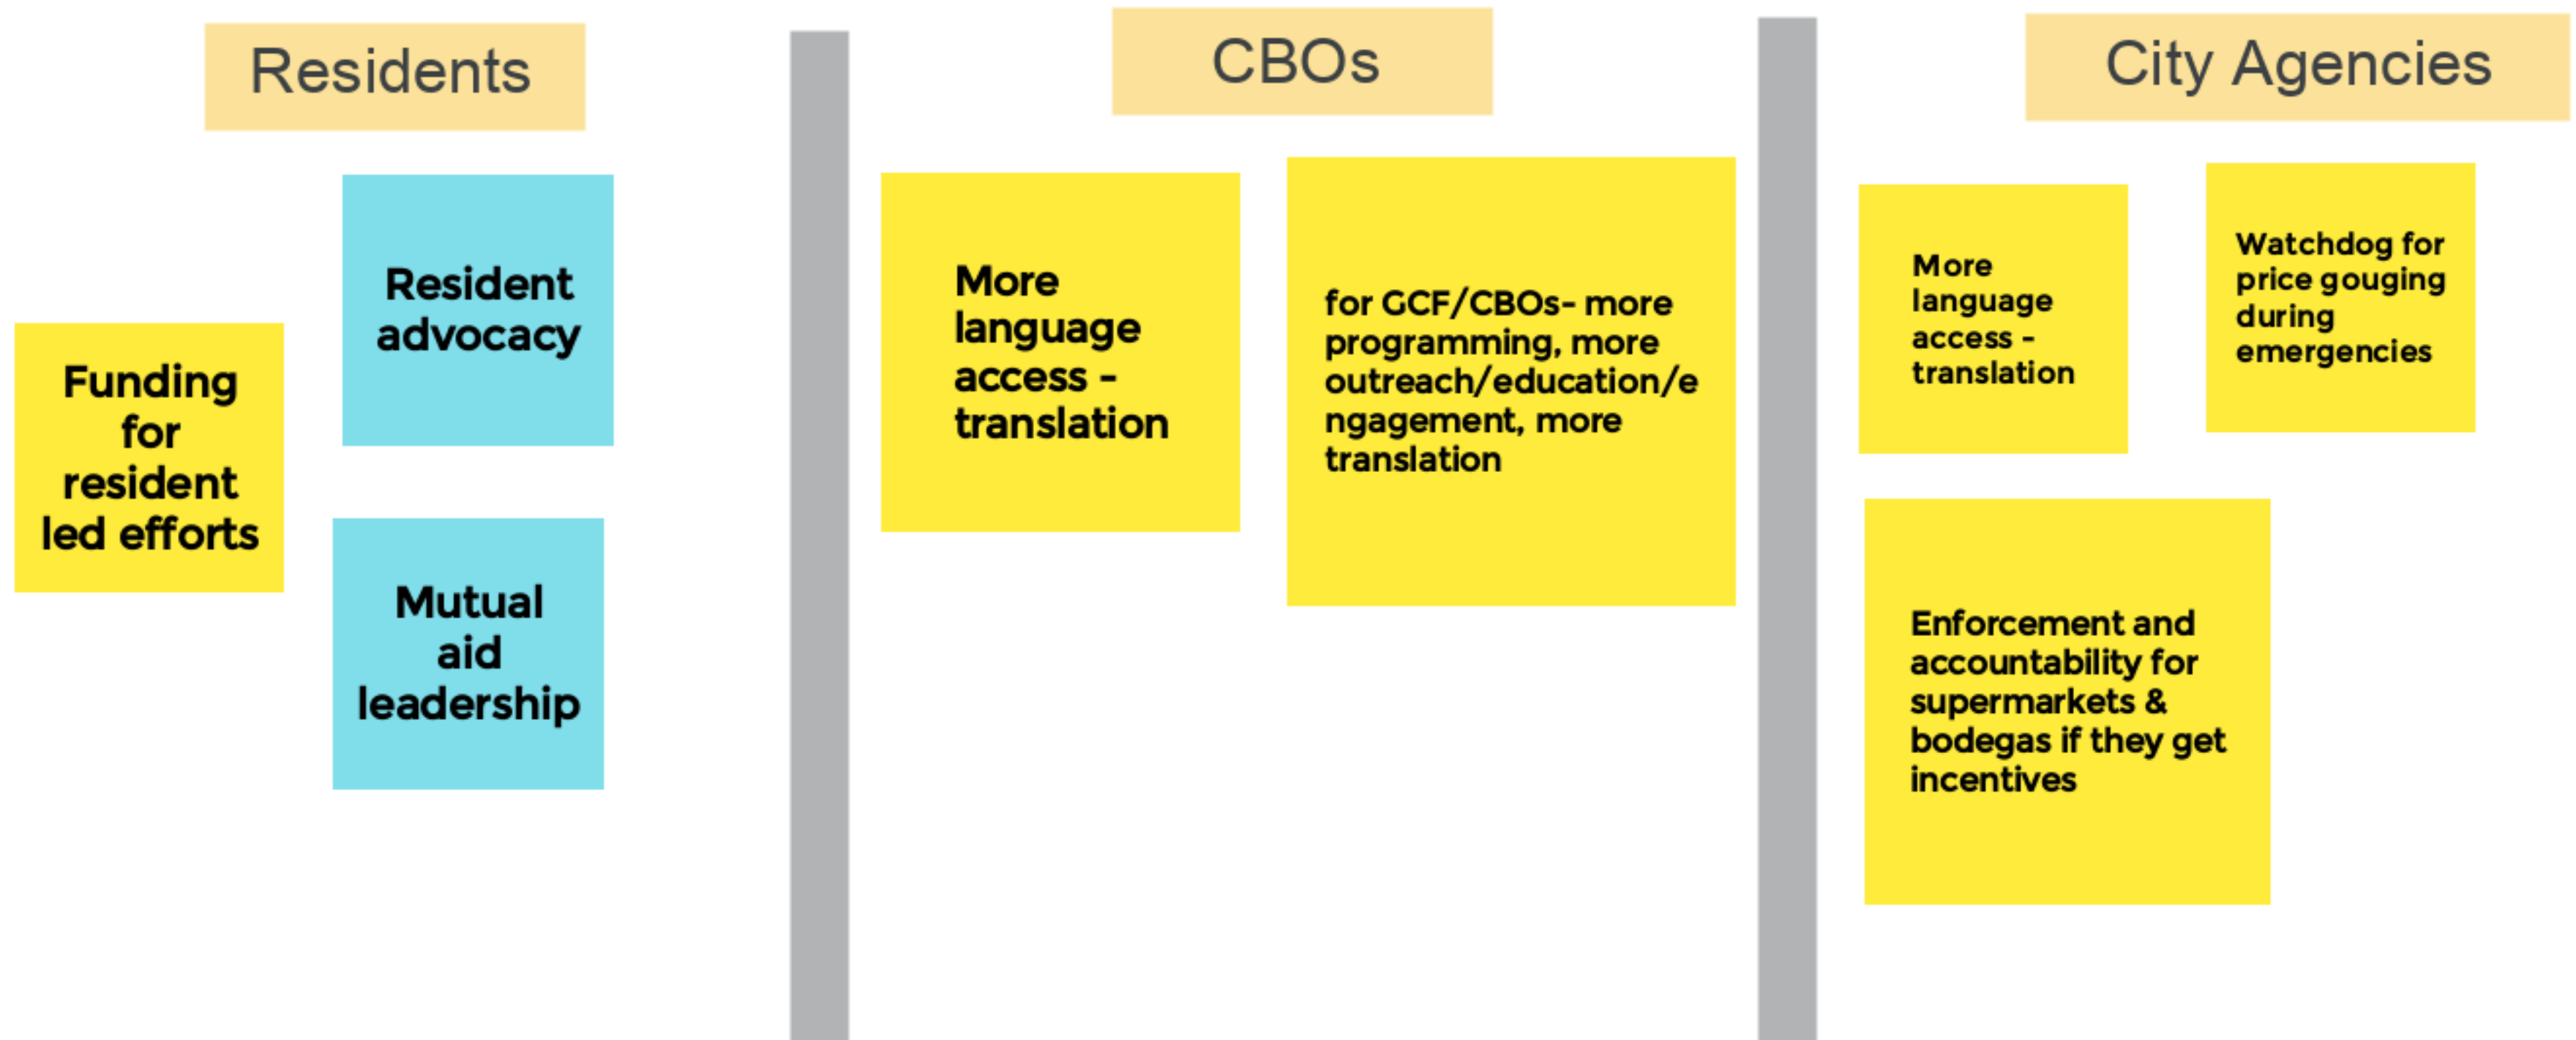 Residents
Funding
for
resident
led efforts
Resident
advocacy
Mutual
aid
leadership
CBOs
More
language
access -
translation
for GCF/CBOs- more
programming, more
outreach/education/e
ngagement, more
translation
City Agencies
More
language
access -
translation
Watchdog for
price gouging
during
emergencies
Enforcement and
accountability for
supermarkets &
bodegas if they get
incentives